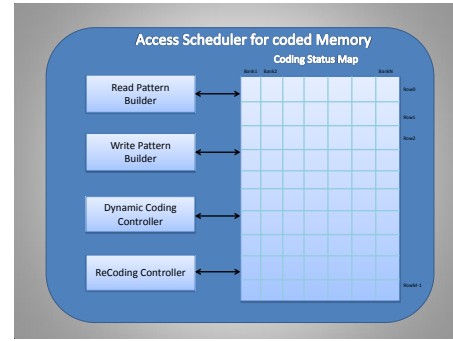 Access Scheduler for coded Memory
Coding Status Map
Bank1 Bank2 BankN
Read Pattern
Builder
Row0
Row1
Row2
Write Pattern
Builder
Dynamic Coding
Controller
ReCoding Controller
RowM-1